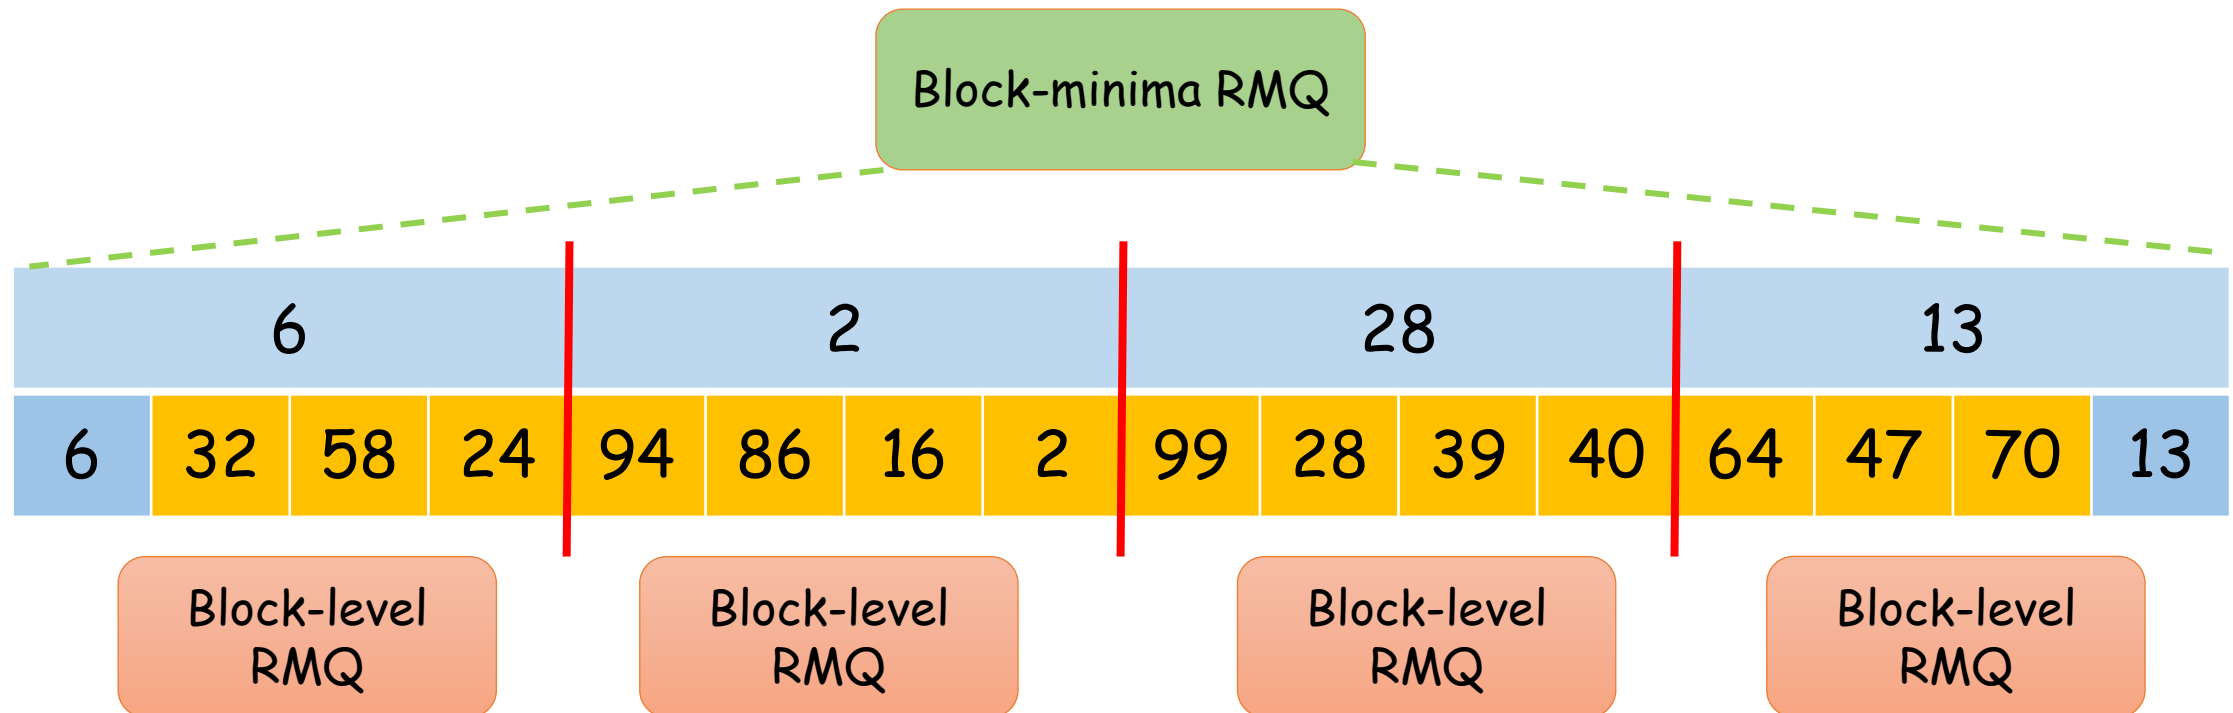 Block-minima RMQ
6 2 28 13
6 32 58 24 94 86 16 2 99 28 39 40 64 47 70 13
Block-level Block-level Block-level Block-level
RMQ RMQ RMQ RMQ